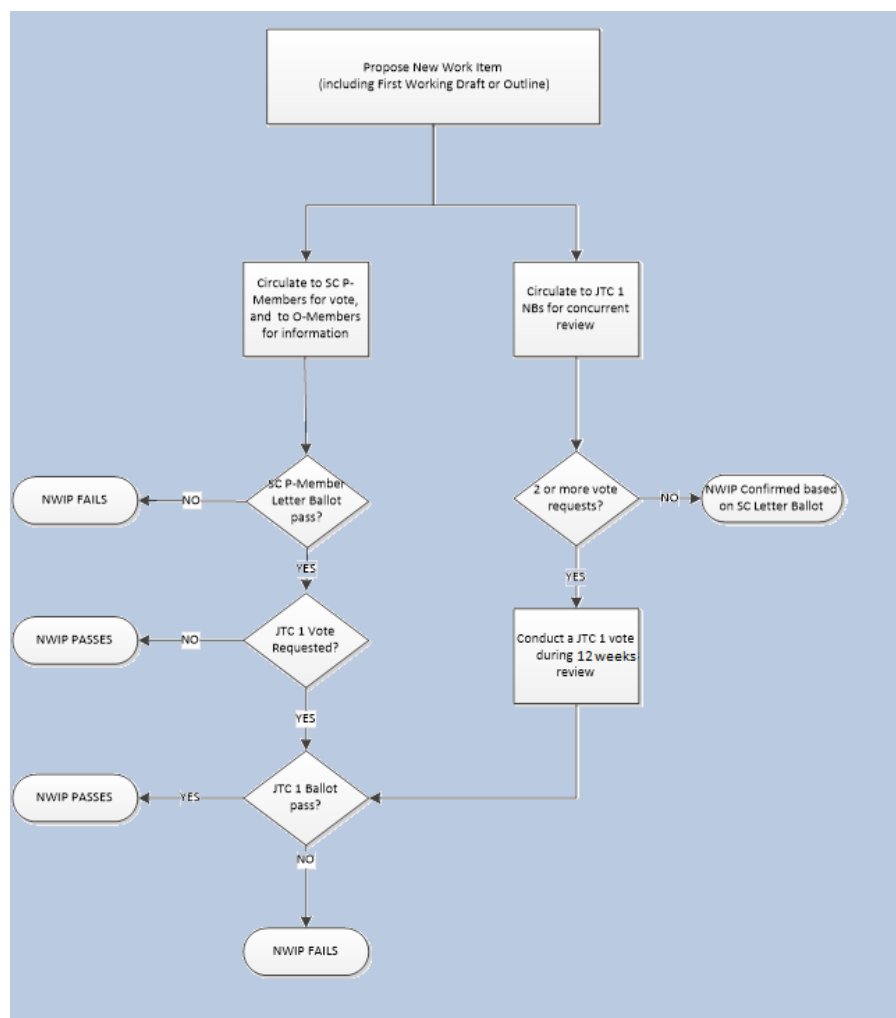 Propose New Work Item
(including First Working Draft or Outline)
Circulate to SC P-
Members for vote,
and to O-Members
for information
Circulate to JTC 1
NBs for concurrent
review
SC P-Member
Letter Ballot
pass?
NO
NWIP FAILS
2 or more vote
requests?
NO
NWIP Confirmed based
on SC Letter Ballot
YES
YES
JTC 1 Vote
Requested?
NO
NWIP PASSES
Conduct a JTC 1 vote
during 12 weeks
review
YES
JTC 1 Ballot
pass?
YES
NWIP PASSES
NO
NWIP FAILS